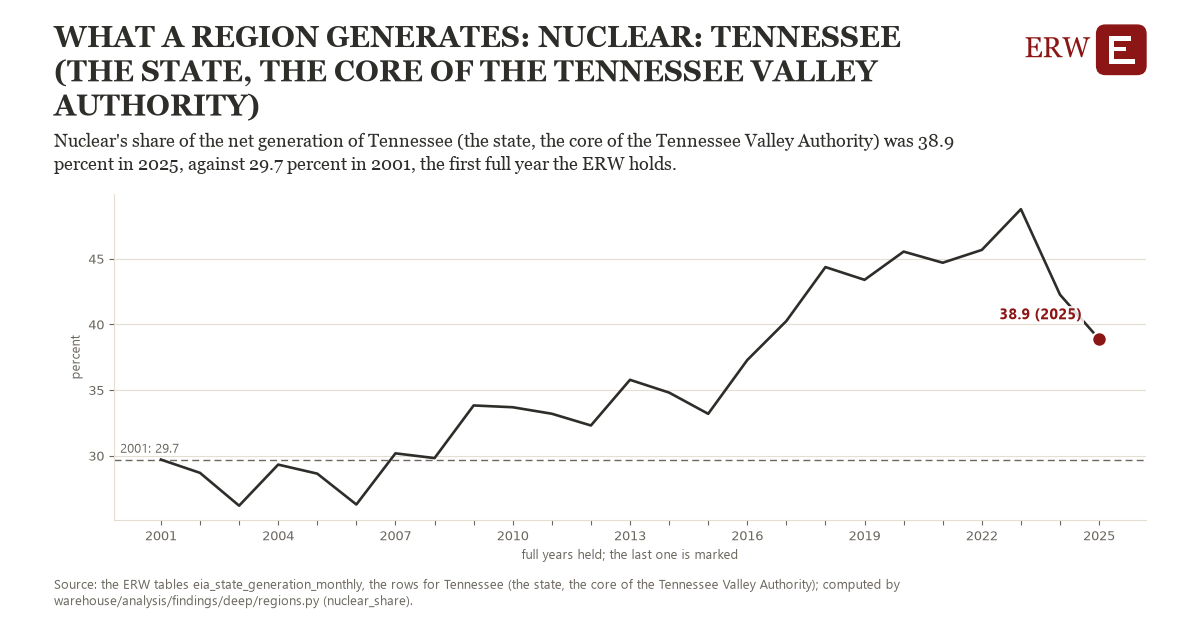 WHAT A REGION GENERATES: NUCLEAR: TENNESSEE
(THE STATE, THE CORE OF THE TENNESSEE VALLEY
AUTHORITY)
ERW E
Nuclear's share of the net generation of Tennessee (the state, the core of the Tennessee Valley Authority) was 38.9
percent in 2025, against 29.7 percent in 2001, the first full year the ERW holds.
45
40
35
30
percent
2001: 29.7
38.9 (2025)
2001 2004 2007 2010 2013 2016 2019 2022 2025
full years held; the last one is marked
Source: the ERW tables eia_state_generation_monthly, the rows for Tennessee (the state, the core of the Tennessee Valley Authority); computed by
warehouse/analysis/findings/deep/regions.py (nuclear_share).